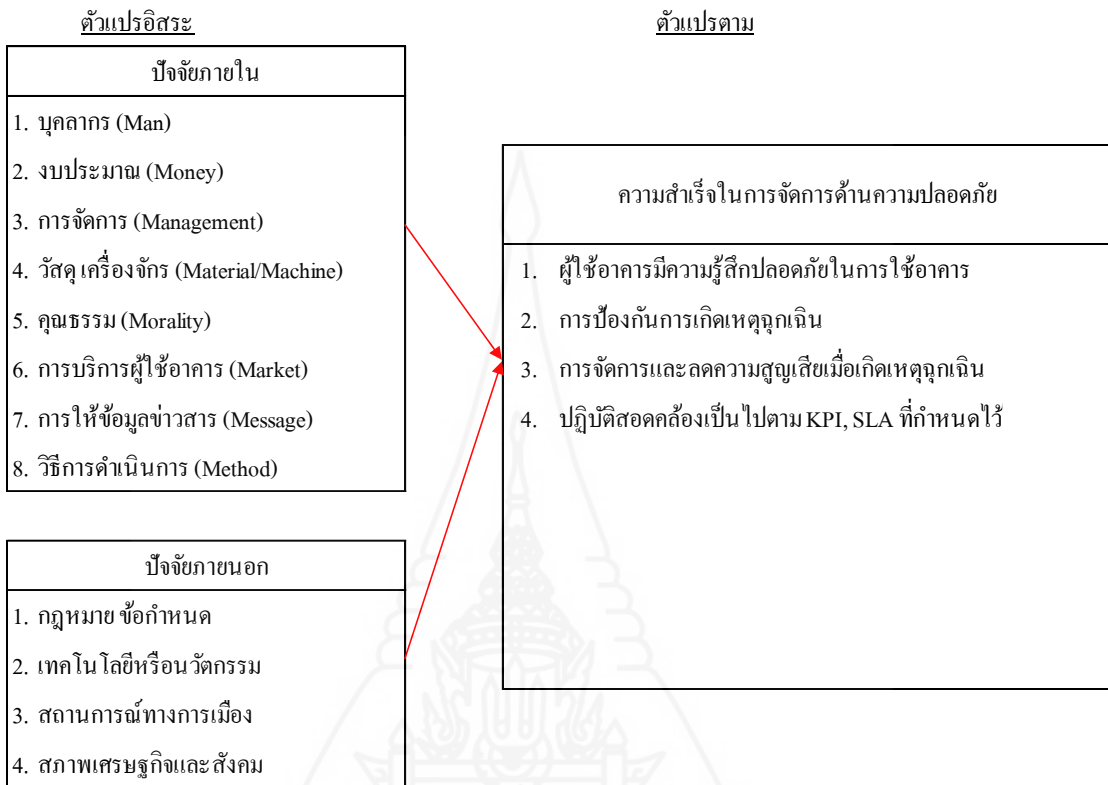 ตัวแปรอิสระ
ปัจจัยภายใน
1. บุคลากร (Man)
2. งบประมาณ (Money)
3. การจัดการ (Management)
4. วัสดุ เครื่องจักร (Material/Machine)
5. คุณธรรม (Morality)
6. การบริการผู้ใช้อาคาร (Market)
7. การให้ข้อมูลข่าวสาร (Message)
8. วิธีการดำเนินการ (Method)
ปัจจัยภายนอก
1. กฎหมาย ข้อกำหนด
2. เทคโนโลยีหรือนวัตกรรม
3. สถานการณ์ทางการเมือง
4. สภาพเศรษฐกิจและสังคม
ตัวแปรตาม
ความสำเร็จในการจัดการด้านความปลอดภัย
1. ผู้ใช้อาคารมีความรู้สึกปลอดภัยในการใช้อาคาร
2. การป้องกันการเกิดเหตุฉุกเฉิน
3. การจัดการและลดความสูญเสียเมื่อเกิดเหตุฉุกเฉิน
4. ปฏิบัติสอดคล้องเป็นไปตาม KPI, SLA ที่กำหนดไว้